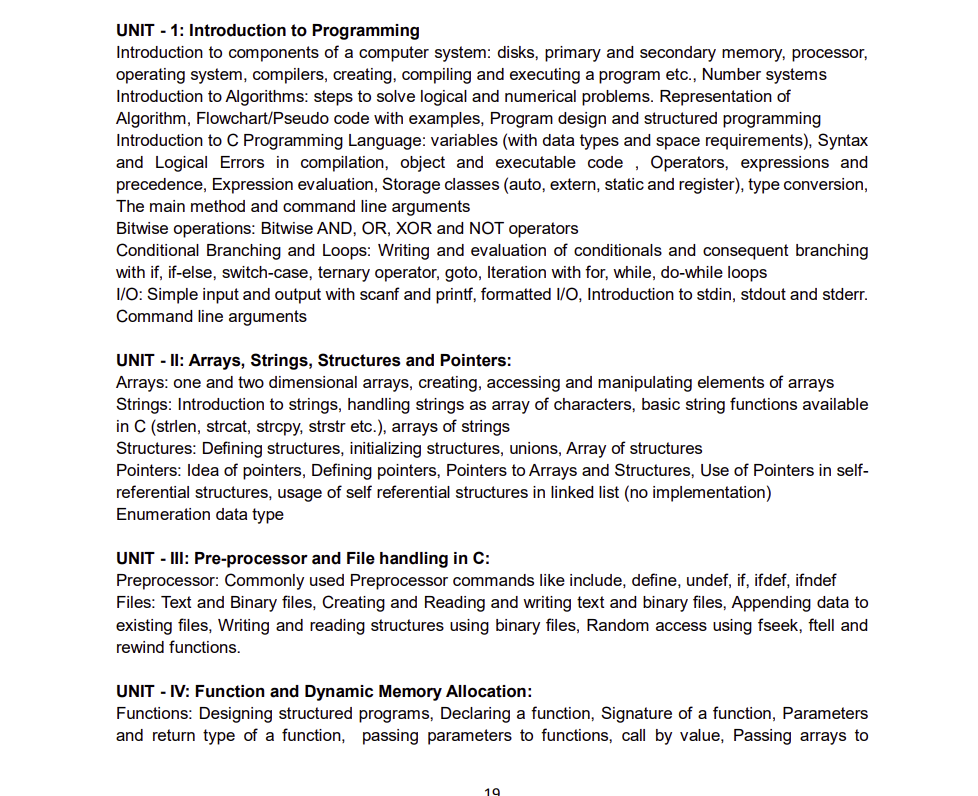 UNIT - 1: Introduction to Programming
Introduction to components of a computer system: disks, primary and secondary memory, processor,
operating system, compilers, creating, compiling and executing a program etc., Number systems
Introduction to Algorithms: steps to solve logical and numerical problems. Representation of
Algorithm, Flowchart/Pseudo code with examples, Program design and structured programming
Introduction to C Programming Language: variables (with data types and space requirements), Syntax
and Logical Errors in compilation, object and executable code , Operators, expressions and
precedence, Expression evaluation, Storage classes (auto, extern, static and register), type conversion,
The main method and command line arguments
Bitwise operations: Bitwise AND, OR, XOR and NOT operators
Conditional Branching and Loops: Writing and evaluation of conditionals and consequent branching
with if, if-else, switch-case, ternary operator, goto, Iteration with for, while, do-while loops
I/O: Simple input and output with scanf and printf, formatted I/O, Introduction to stdin, stdout and stderr.
Command line arguments
UNIT - II: Arrays, Strings, Structures and Pointers:
Arrays: one and two dimensional arrays, creating, accessing and manipulating elements of arrays
Strings: Introduction to strings, handling strings as array of characters, basic string functions available
in C (strlen, strcat, strcpy, strstr etc.), arrays of strings
Structures: Defining structures, initializing structures, unions, Array of structures
Pointers: Idea of pointers, Defining pointers, Pointers to Arrays and Structures, Use of Pointers in self-
referential structures, usage of self referential structures in linked list (no implementation)
Enumeration data type
UNIT - III: Pre-processor and File handling in C:
Preprocessor: Commonly used Preprocessor commands like include, define, undef, if, ifdef, ifndef
Files: Text and Binary files, Creating and Reading and writing text and binary files, Appending data to
existing files, Writing and reading structures using binary files, Random access using fseek, ftell and
rewind functions.
UNIT - IV: Function and Dynamic Memory Allocation:
Functions: Designing structured programs, Declaring a function, Signature of a function, Parameters
and return type of a function, passing parameters to functions, call by value, Passing arrays to
19